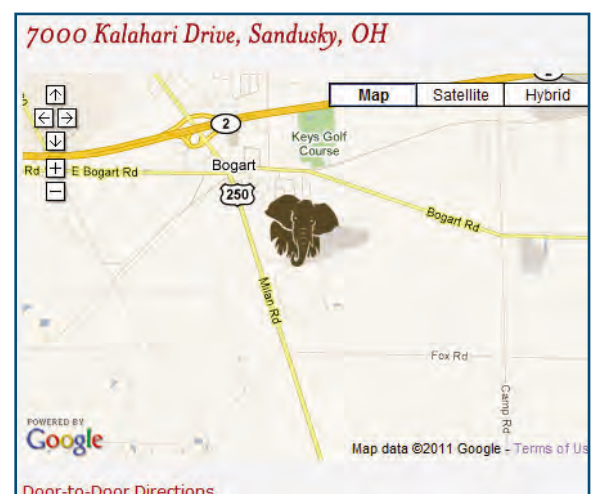 7000 Kalahari Drive, Sandusky, OH
Map Satellite Hybrid
2
Keys Golf
Course
Rd E Bogart Rd
Bogart
250
Bogart Rd
Milan Rd
Fox Rd
Camp Rd
POWERED BY
Google
Map data ©2011 Google - Terms of Us
Door-to-Door Directions